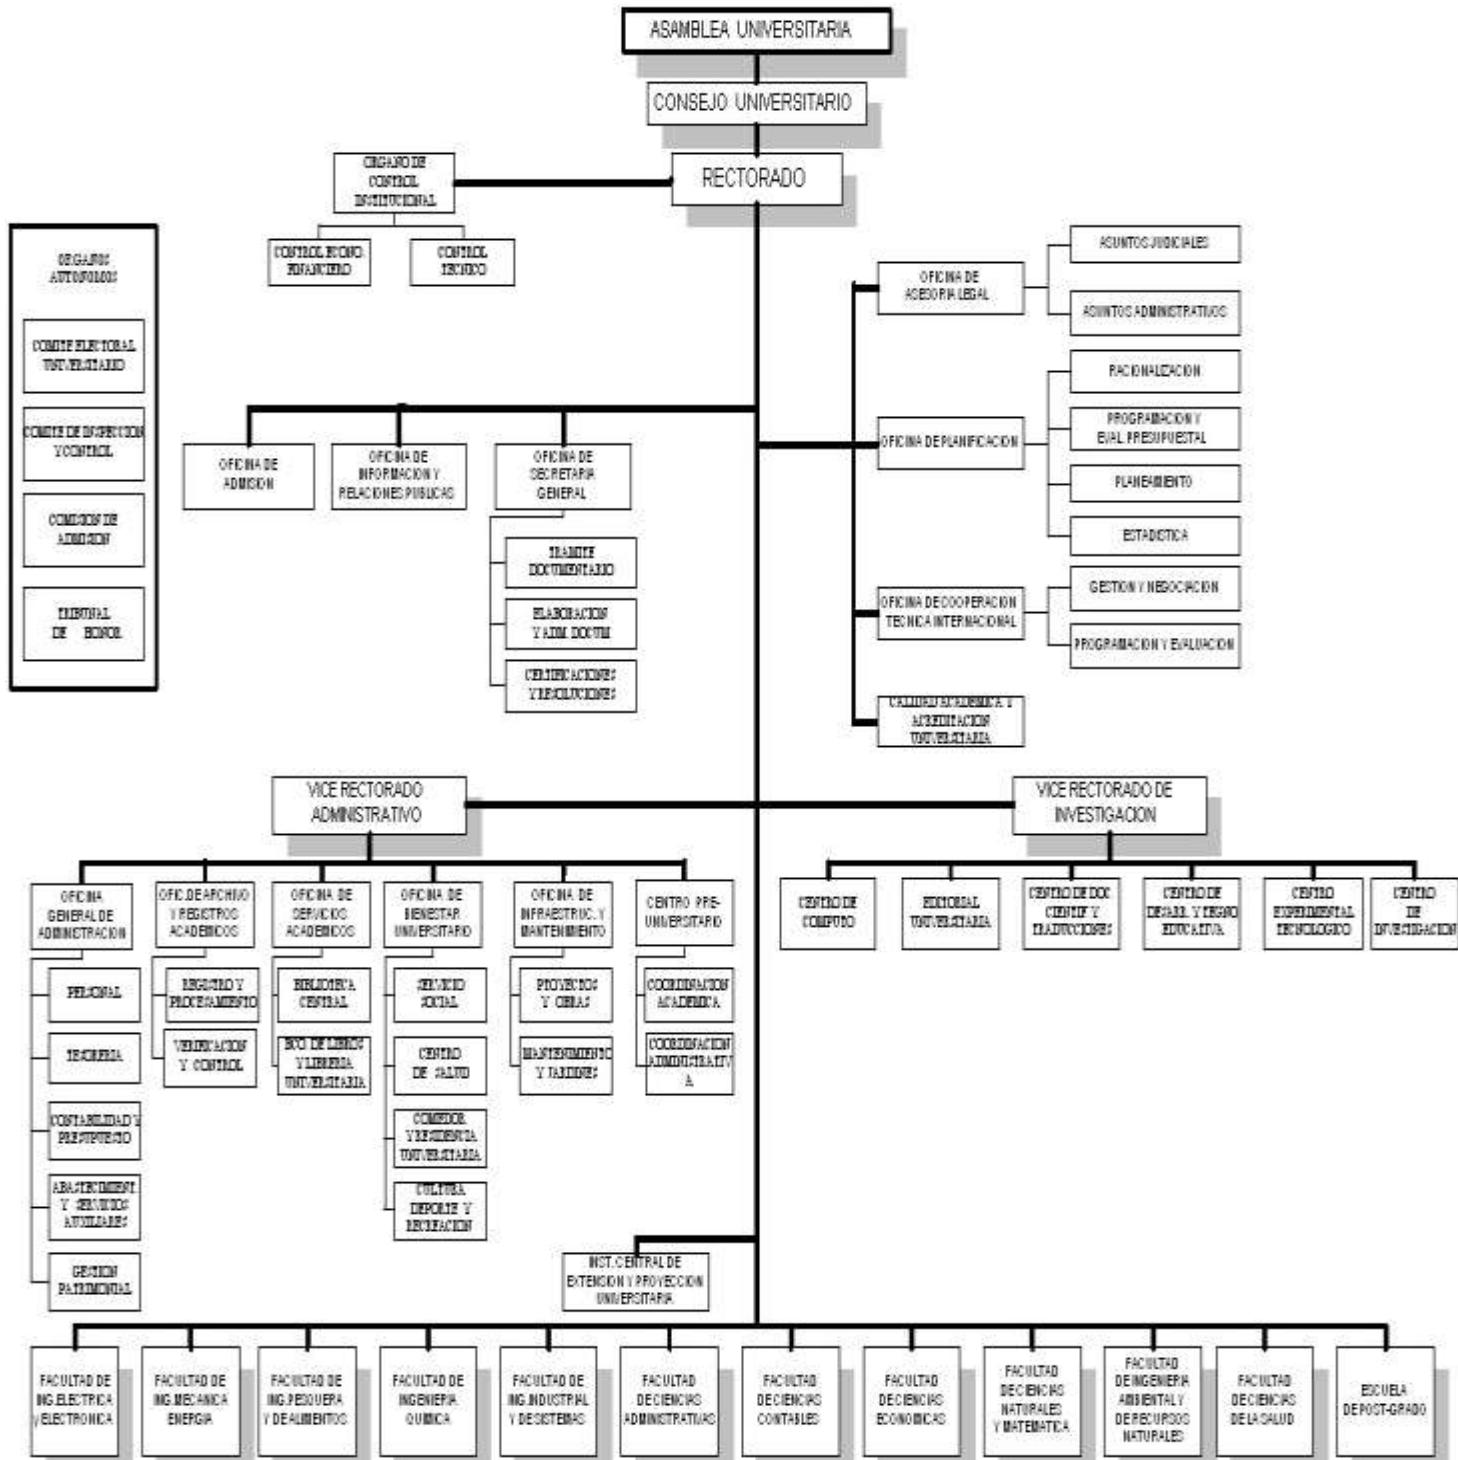 ASAMBLEA UNIVERSITARIA
CONSEJO UNIVERSITARIO
RECTORADO
ORGANO DE
CONTROL
INSTITUCIONAL
CONTROL ECONO.
FINANCIERO
CONTROL
TECNICO
ORGANOS
AUTONOMOS
COMITE ELECTORAL
UNIVERSITARIO
COMITE DE INSPECCION
Y CONTROL
COMISION DE
ADMISION
TRIBUNAL
DE HONOR
OFICINA DE
ASESORIA LEGAL
ASUNTOS JUDICIALES
ASUNTOS ADMINISTRATIVOS
OFICINA DE PLANIFICACION
RACIONALIZACION
PROGRAMACION Y
EVAL. PRESUPUESTAL
PLANEAMIENTO
ESTADISTICA
OFICINA DE COOPERACION
TECNICA INTERNACIONAL
GESTION Y NEGOCIACION
PROGRAMACION Y EVALUACION
CALIDAD ACADEMICA Y
ACREDITACION
UNIVERSITARIA
OFICINA DE
ADMISION
OFICINA DE
INFORMACION Y
RELACIONES PUBLICAS
OFICINA DE
SECRETARIA
GENERAL
TRAMITE
DOCUMENTARIO
ELABORACION
Y ADM. DOCUM
CERTIFICACIONES
Y RESOLUCIONES
VICE RECTORADO
ADMINISTRATIVO
VICE RECTORADO DE
INVESTIGACION
OFICINA
GENERAL DE
ADMINISTRACION
PERSONAL
TESORERIA
CONTABILIDAD Y
PRESUPUESTO
ABASTECIMIENT.
Y SERVICIOS
AUXILIARES
GESTION
PATRIMONIAL
OFIC. DE ARCHIVO
Y REGISTROS
ACADEMICOS
REGISTRO Y
PROCESAMIENTO
VERIFICACION
Y CONTROL
OFICINA DE
SERVICIOS
ACADEMICOS
BIBLIOTECA
CENTRAL
BCO. DE LIBROS
Y LIBRERIA
UNIVERSITARIA
OFICINA DE
BIENESTAR
UNIVERSITARIO
SERVICIO
SOCIAL
CENTRO
DE SALUD
COMEDOR
Y RESIDENCIA
UNIVERSITARIA
CULTURA
DEPORTE Y
RECREACION
OFICINA DE
INFRAESTRUC. Y
MANTENIMIENTO
PROYECTOS
Y OBRAS
MANTENIMIENTO
Y JARDINES
CENTRO PRE-
UNIVERSITARIO
COORDINACION
ACADEMICA
COORDINACION
ADMINISTRATIV
A
CENTRO DE
COMPUTO
EDITORIAL
UNIVERSITARIA
CENTRO DE DOC
CIENTIF Y
TRADUCCIONES
CENTRO DE
DESARR. Y TEGNO
EDUCATIVA
CENTRO
EXPERIMENTAL
TECNOLOGICO
CENTRO
DE
INVESTIGACION
INST. CENTRAL DE
EXTENSION Y PROYECCION
UNIVERSITARIA
FACULTAD DE
ING.ELECTRICA
y ELECTRONICA
FACULTAD DE
ING.MECANICA
ENERGIA
FACULTAD DE
ING.PESQUERA
Y DE ALIMENTOS
FACULTAD DE
INGENIERIA
QUIMICA
FACULTAD DE
ING.INDUSTRIAL
Y DE SISTEMAS
FACULTAD
DE CIENCIAS
ADMINISTRATIVAS
FACULTAD
DE CIENCIAS
CONTABLES
FACULTAD
DE CIENCIAS
ECONOMICAS
FACULTAD
DE CIENCIAS
NATURALES
Y MATEMATICA
FACULTAD
DE INGENIERIA
AMBIENTAL Y
DE RECURSOS
NATURALES
FACULTAD
DE CIENCIAS
DE LA SALUD
ESCUELA
DE POST-GRADO